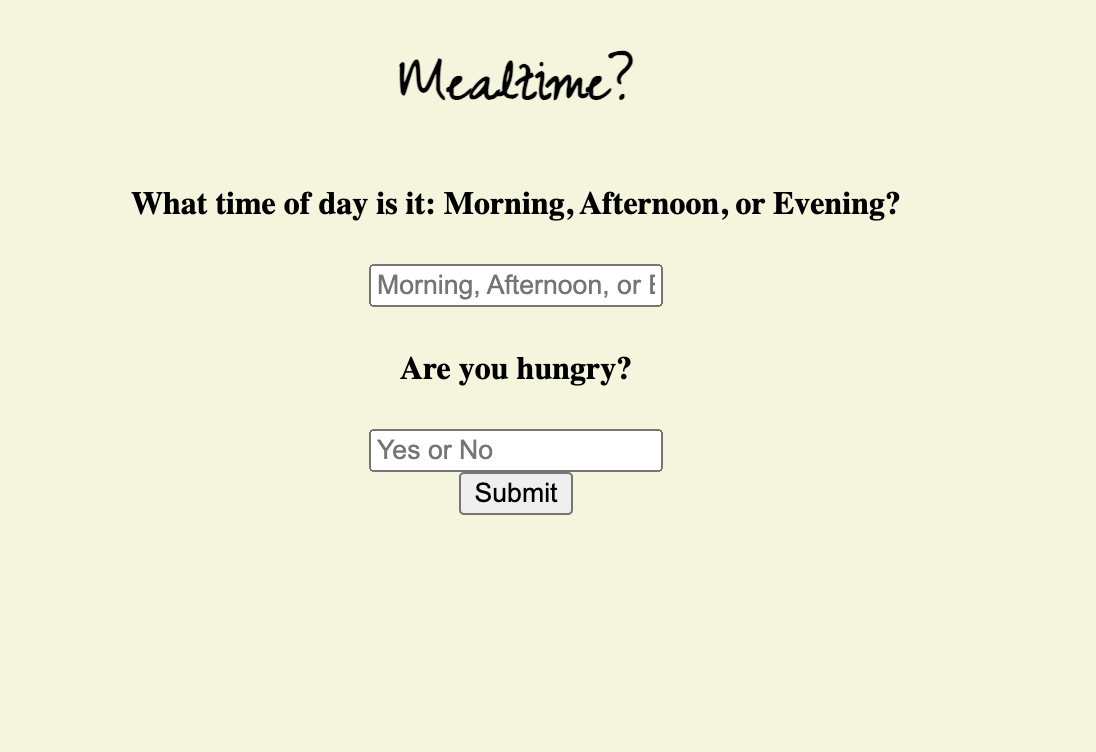 Mealtime?
What time of day is it: Morning, Afternoon, or Evening?
Morning, Afternoon, or E
Are you hungry?
Yes or No
Submit